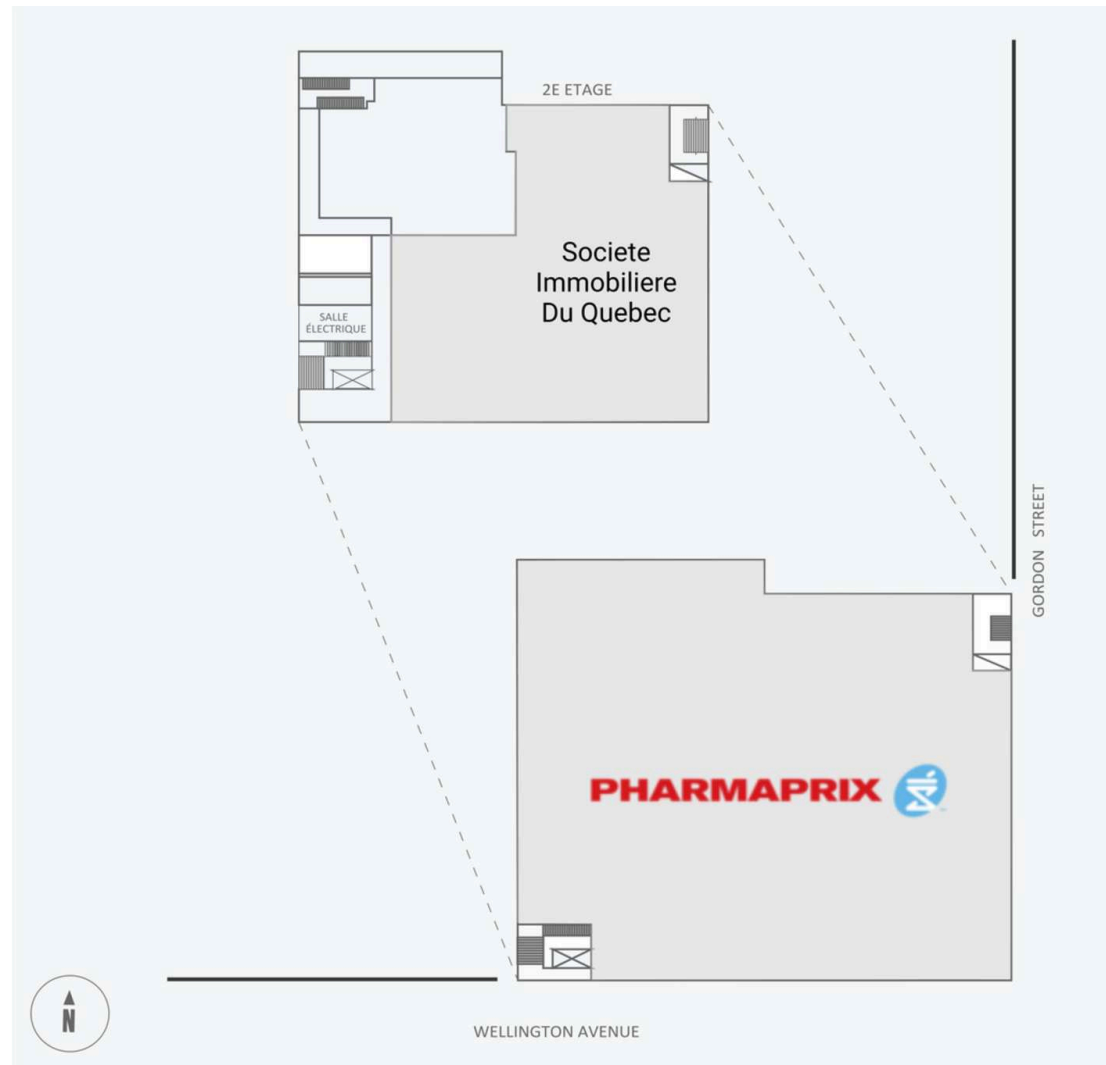 2E ETAGE
Societe
Immobiliere
Du Quebec
SALLE
ÉLECTRIQUE
GORDON STREET
PHARMAPRIX
N
WELLINGTON AVENUE